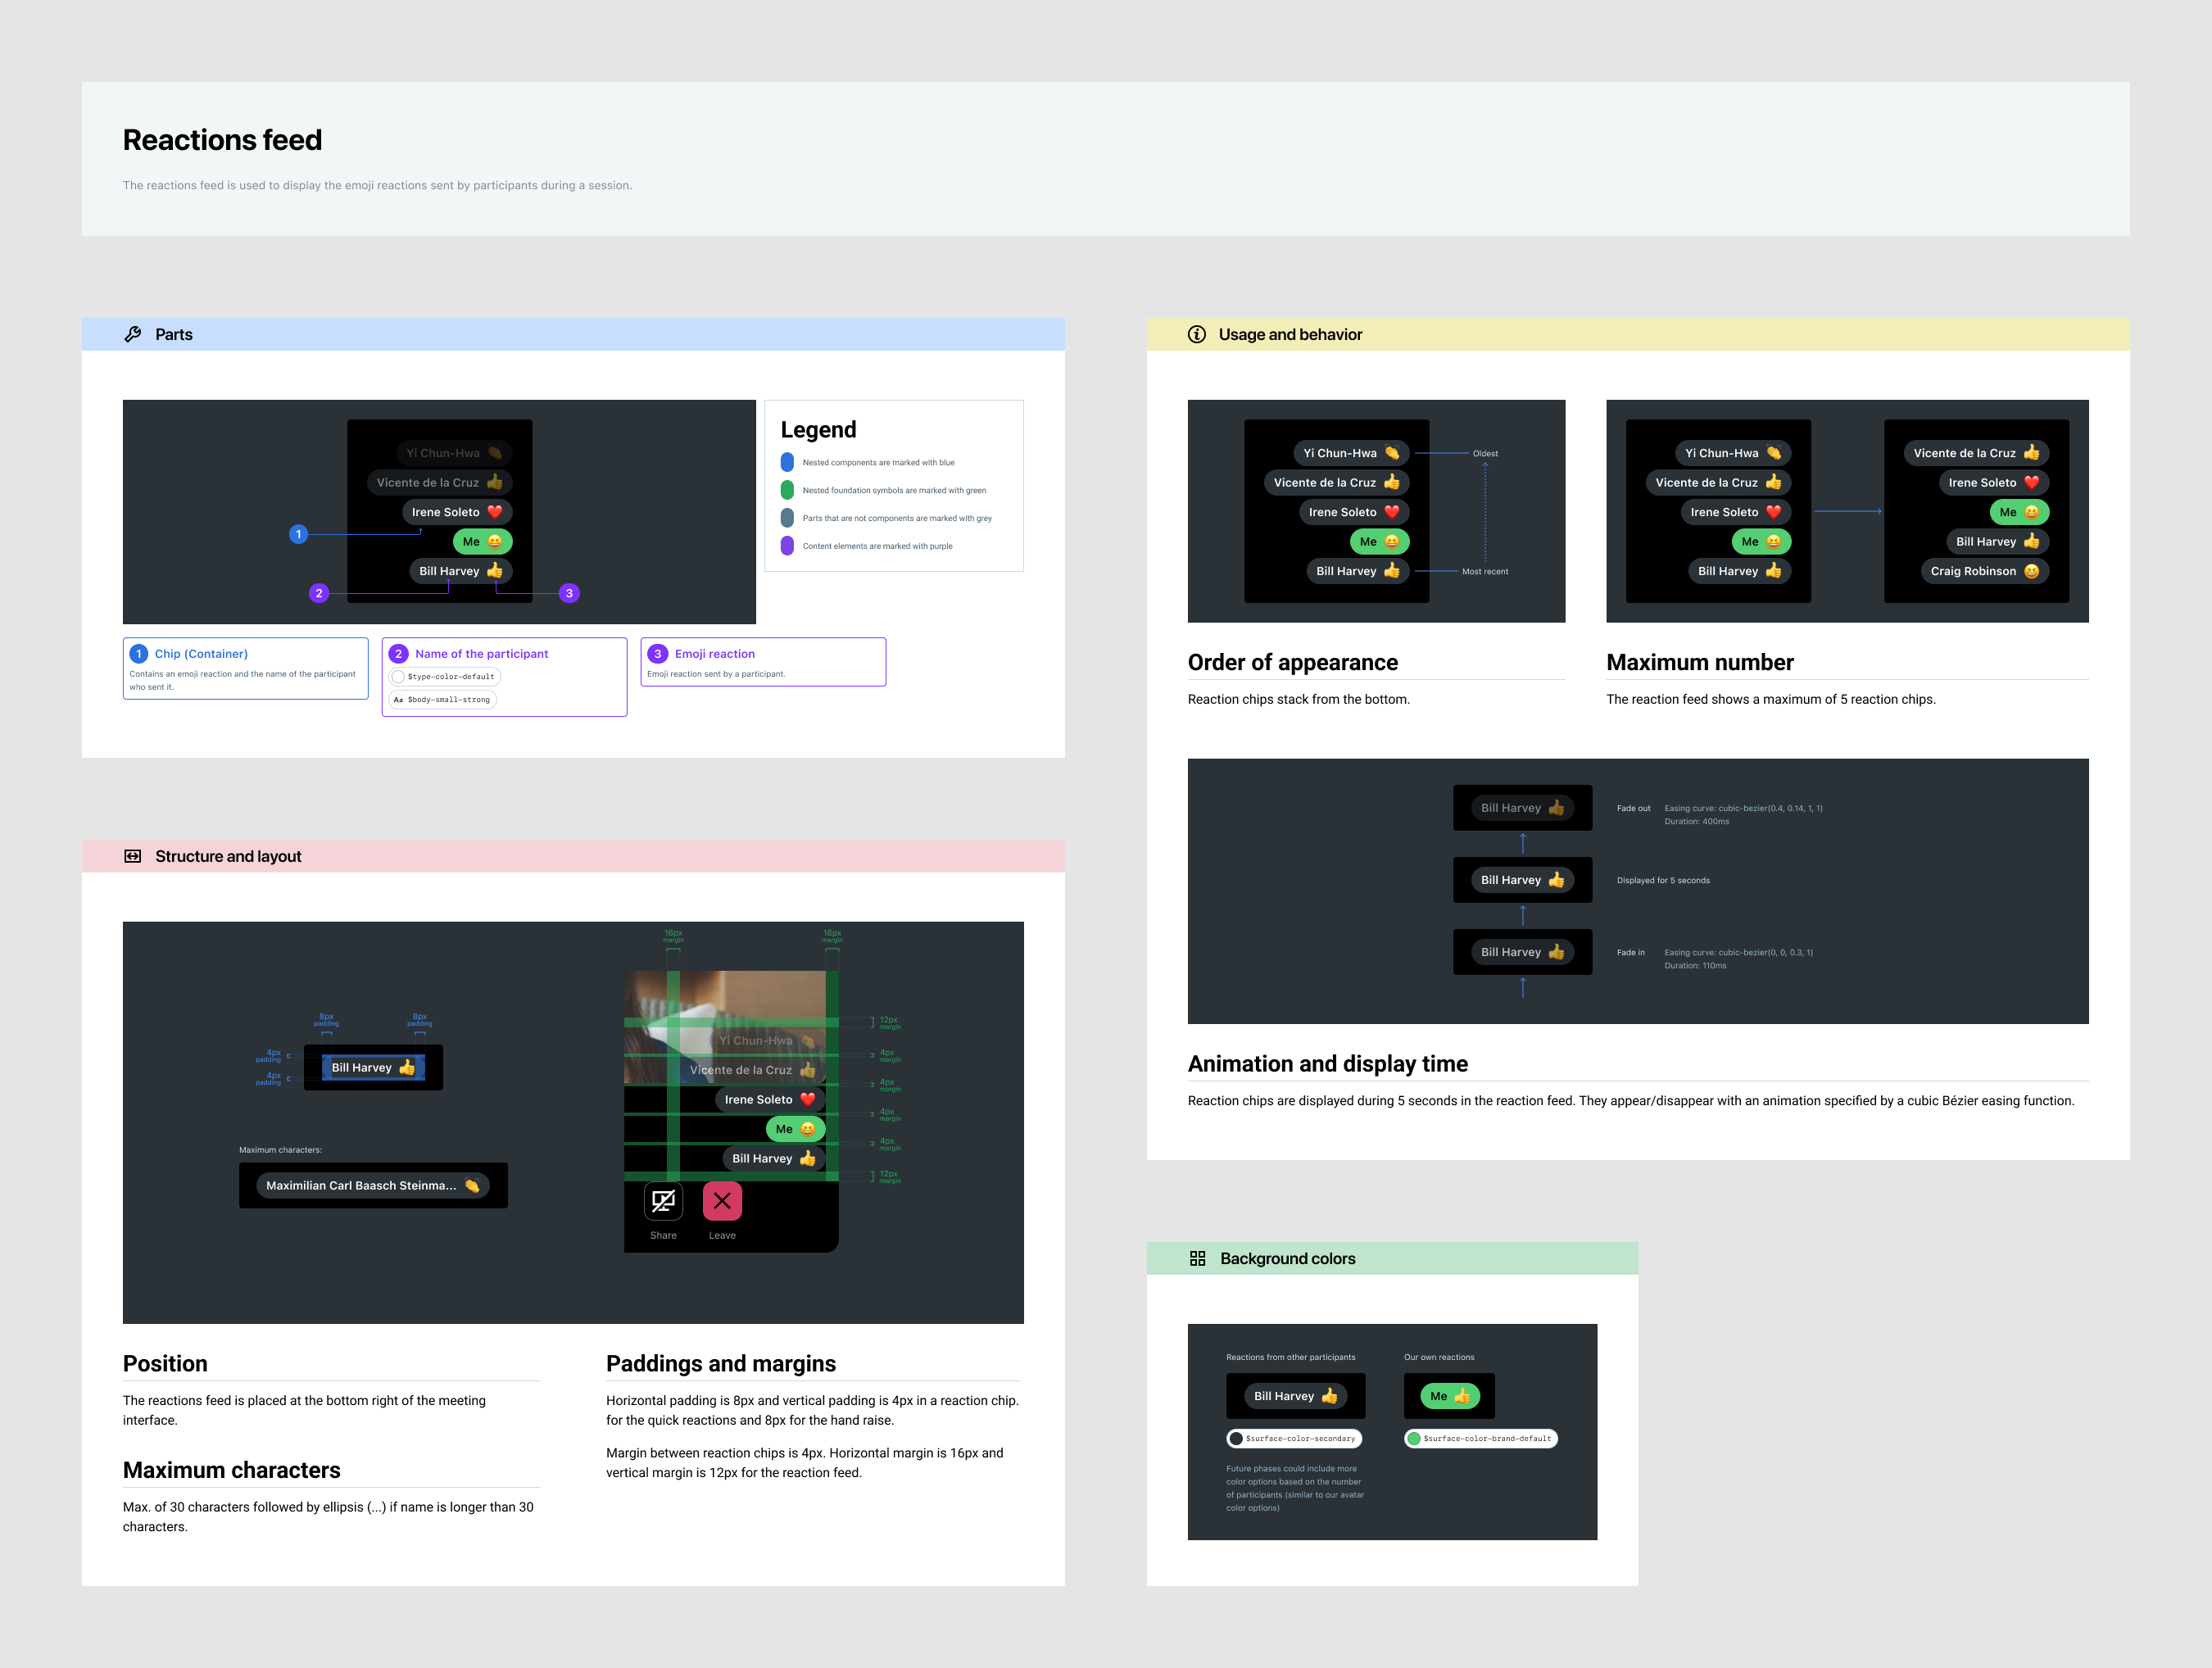 Reactions feed
The reactions feed is used to display the emoji reactions sent by participants during a session.
Parts
Yi Chun-Hwa 👏
Vicente de la Cruz 👍
Irene Soleto ❤️
1
Me 😆
Bill Harvey 👍
2
3
Legend
Nested components are marked with blue
Nested foundation symbols are marked with green
Parts that are not components are marked with grey
Content elements are marked with purple
1 Chip (Container)
Contains an emoji reaction and the name of the participant
who sent it.
2 Name of the participant
$type-color-default
Aa $body-small-strong
3 Emoji reaction
Emoji reaction sent by a participant.
Structure and layout
8px
padding
8px
padding
4px
padding
4px
padding
Bill Harvey 👍
Maximum characters:
Maximilian Carl Baasch Steinma... 👏
16px
margin
16px
margin
12px
margin
Yi Chun-Hwa 👏
4px
margin
Vicente de la Cruz 👍
4px
margin
Irene Soleto ❤️
4px
margin
Me 😆
4px
margin
Bill Harvey 👍
12px
margin
Share
Leave
Position
The reactions feed is placed at the bottom right of the meeting
interface.
Maximum characters
Max. of 30 characters followed by ellipsis (...) if name is longer than 30
characters.
Paddings and margins
Horizontal padding is 8px and vertical padding is 4px in a reaction chip.
for the quick reactions and 8px for the hand raise.
Margin between reaction chips is 4px. Horizontal margin is 16px and
vertical margin is 12px for the reaction feed.
Usage and behavior
Yi Chun-Hwa 👏
Oldest
Vicente de la Cruz 👍
Irene Soleto ❤️
Me 😆
Bill Harvey 👍
Most recent
Order of appearance
Reaction chips stack from the bottom.
Yi Chun-Hwa 👏
Vicente de la Cruz 👍
Irene Soleto ❤️
Me 😆
Bill Harvey 👍
Vicente de la Cruz 👍
Irene Soleto ❤️
Me 😆
Bill Harvey 👍
Craig Robinson 😆
Maximum number
The reaction feed shows a maximum of 5 reaction chips.
Bill Harvey 👍
Fade out
Easing curve: cubic-bezier(0.4, 0.14, 1, 1)
Duration: 400ms
Bill Harvey 👍
Displayed for 5 seconds
Bill Harvey 👍
Fade in
Easing curve: cubic-bezier(0, 0, 0.3, 1)
Duration: 110ms
Animation and display time
Reaction chips are displayed during 5 seconds in the reaction feed. They appear/disappear with an animation specified by a cubic Bézier easing function.
Background colors
Reactions from other participants
Bill Harvey 👍
$surface-color-secondary
Future phases could include more
color options based on the number
of participants (similar to our avatar
color options)
Our own reactions
Me 👍
$surface-color-brand-default